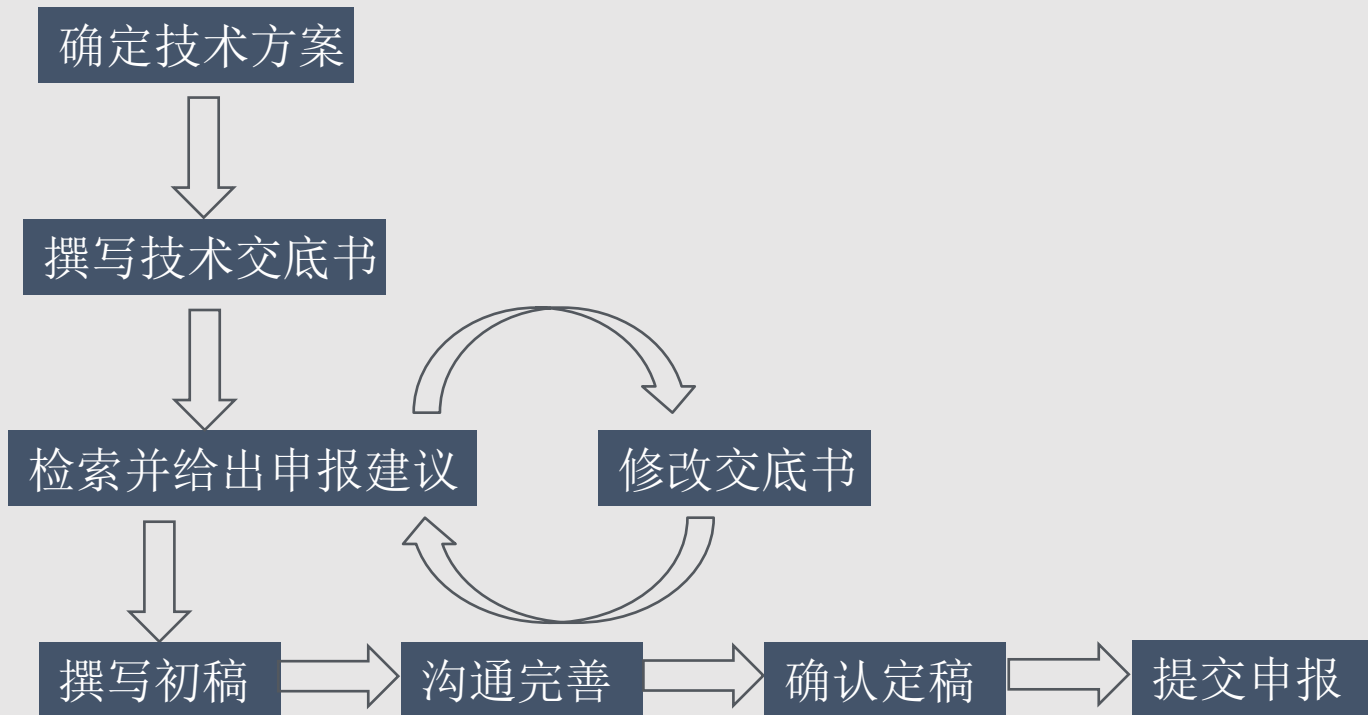 确定技术方案
撰写技术交底书
检索并给出申报建议
修改交底书
撰写初稿
沟通完善
确认定稿
提交申报